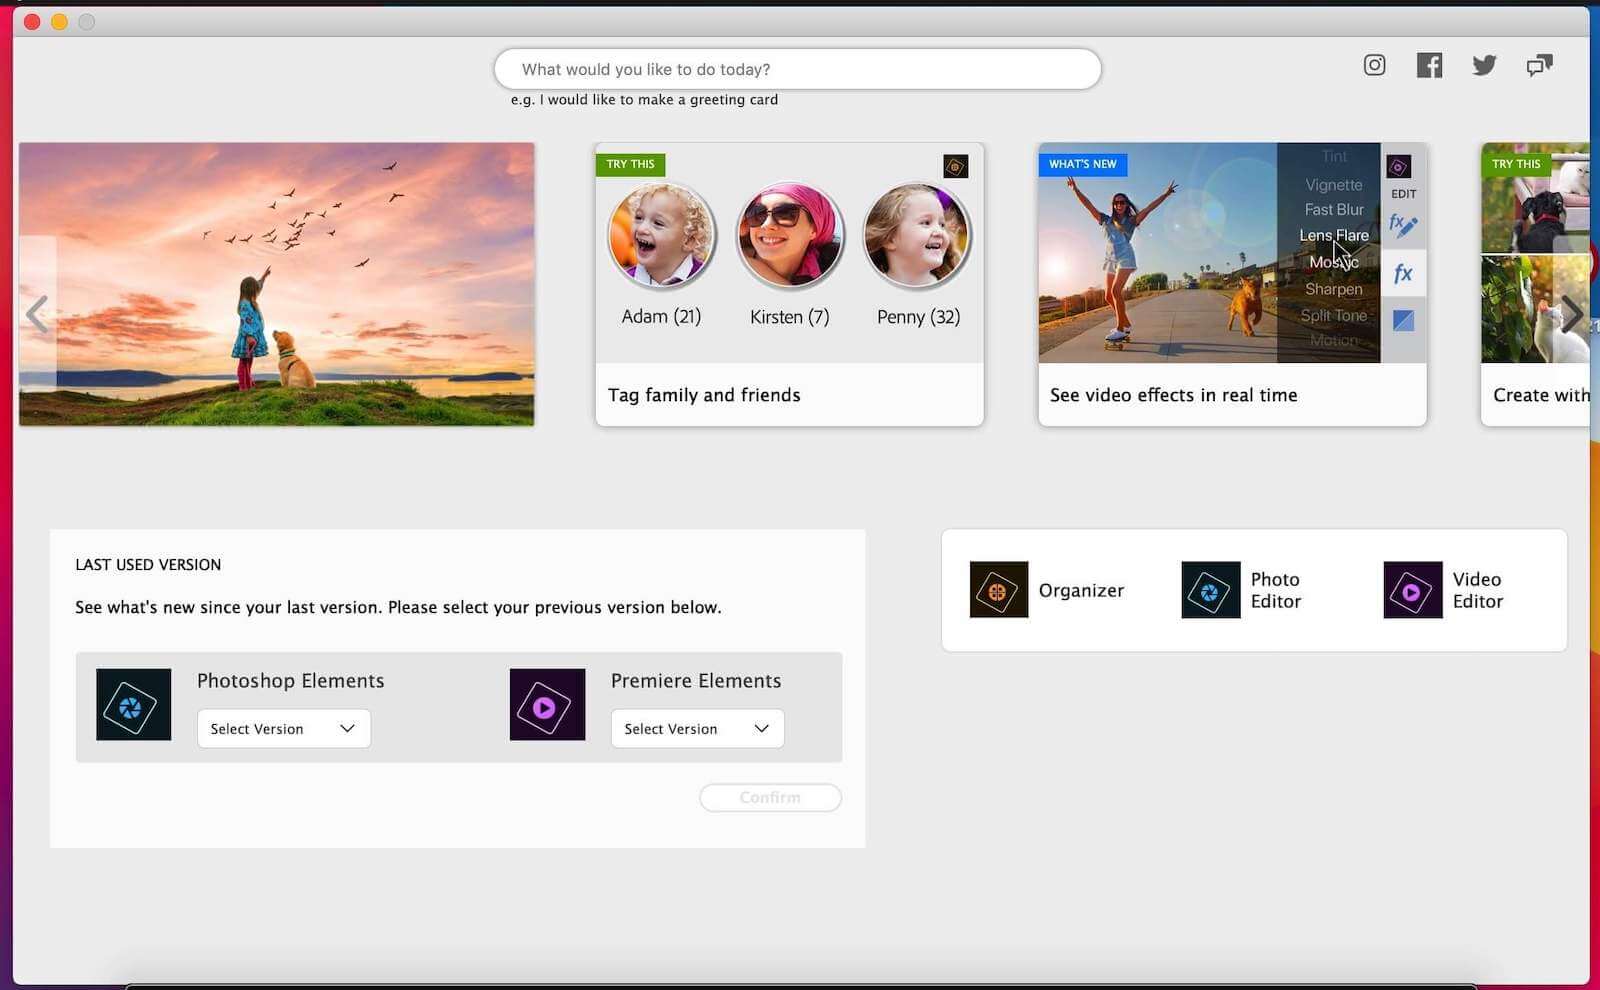 What would you like to do today?
e.g. I would like to make a greeting card
TRY THIS
Adam (21)
Kirsten (7)
Penny (32)
Tag family and friends
WHAT'S NEW
Tint
Vignette
Fast Blur
Lens Flare
Mosaic
Sharpen
Split Tone
Motion
EDIT
fx
fx
See video effects in real time
TRY THIS
Create with
LAST USED VERSION
See what's new since your last version. Please select your previous version below.
Photoshop Elements
Select Version
Premiere Elements
Select Version
Confirm
Organizer
Photo
Editor
Video
Editor